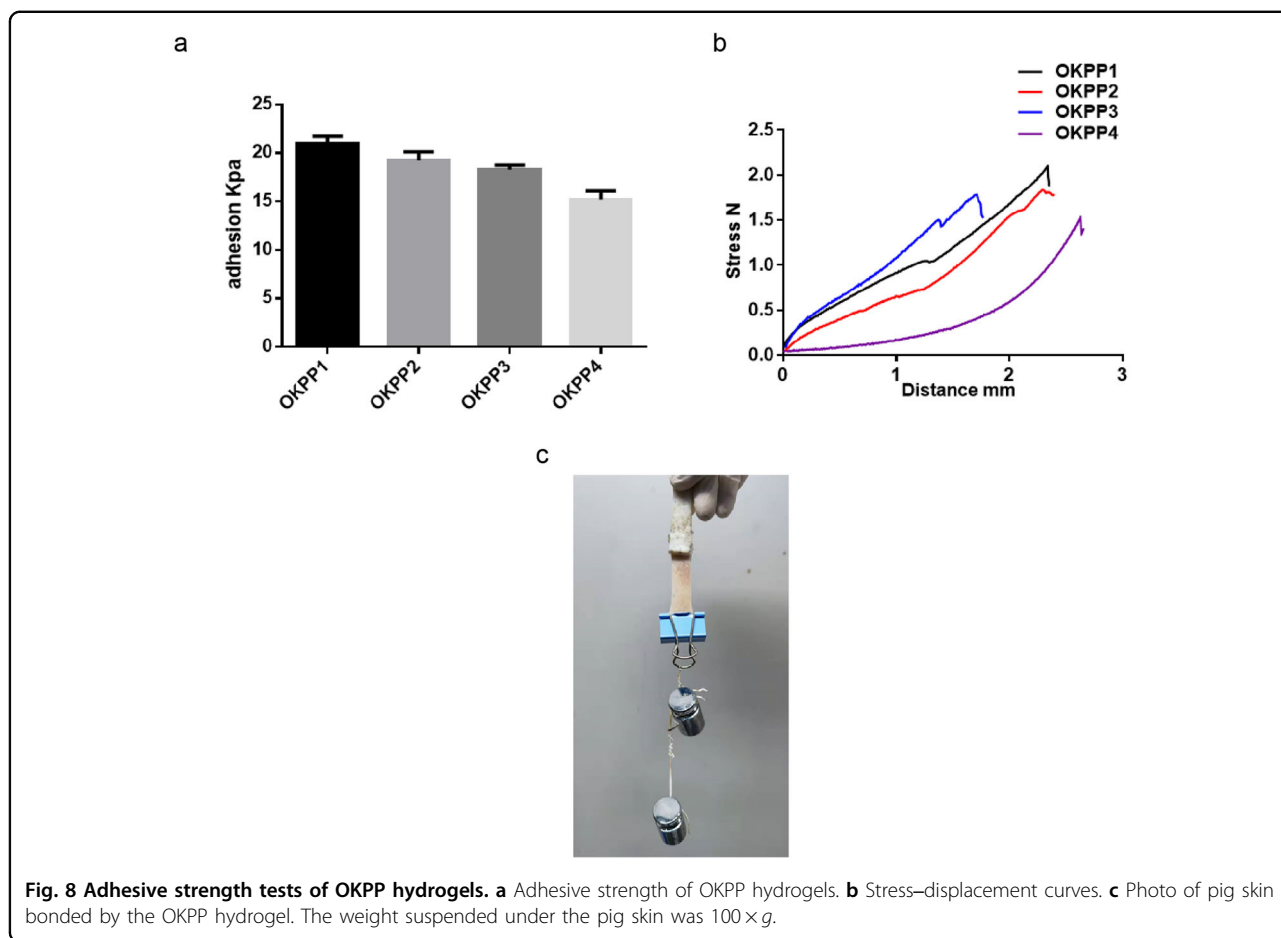 a
25
20
15
10
5
0
adhesion Kpa
OKPP1
OKPP2
OKPP3
OKPP4
b
OKPP1
OKPP2
OKPP3
OKPP4
2.5
2.0
1.5
1.0
0.5
0.0
Stress N
0 1 2 3
Distance mm
c
Fig. 8 Adhesive strength tests of OKPP hydrogels. a Adhesive strength of OKPP hydrogels. b Stress–displacement curves. c Photo of pig skin
bonded by the OKPP hydrogel. The weight suspended under the pig skin was 100 × g.